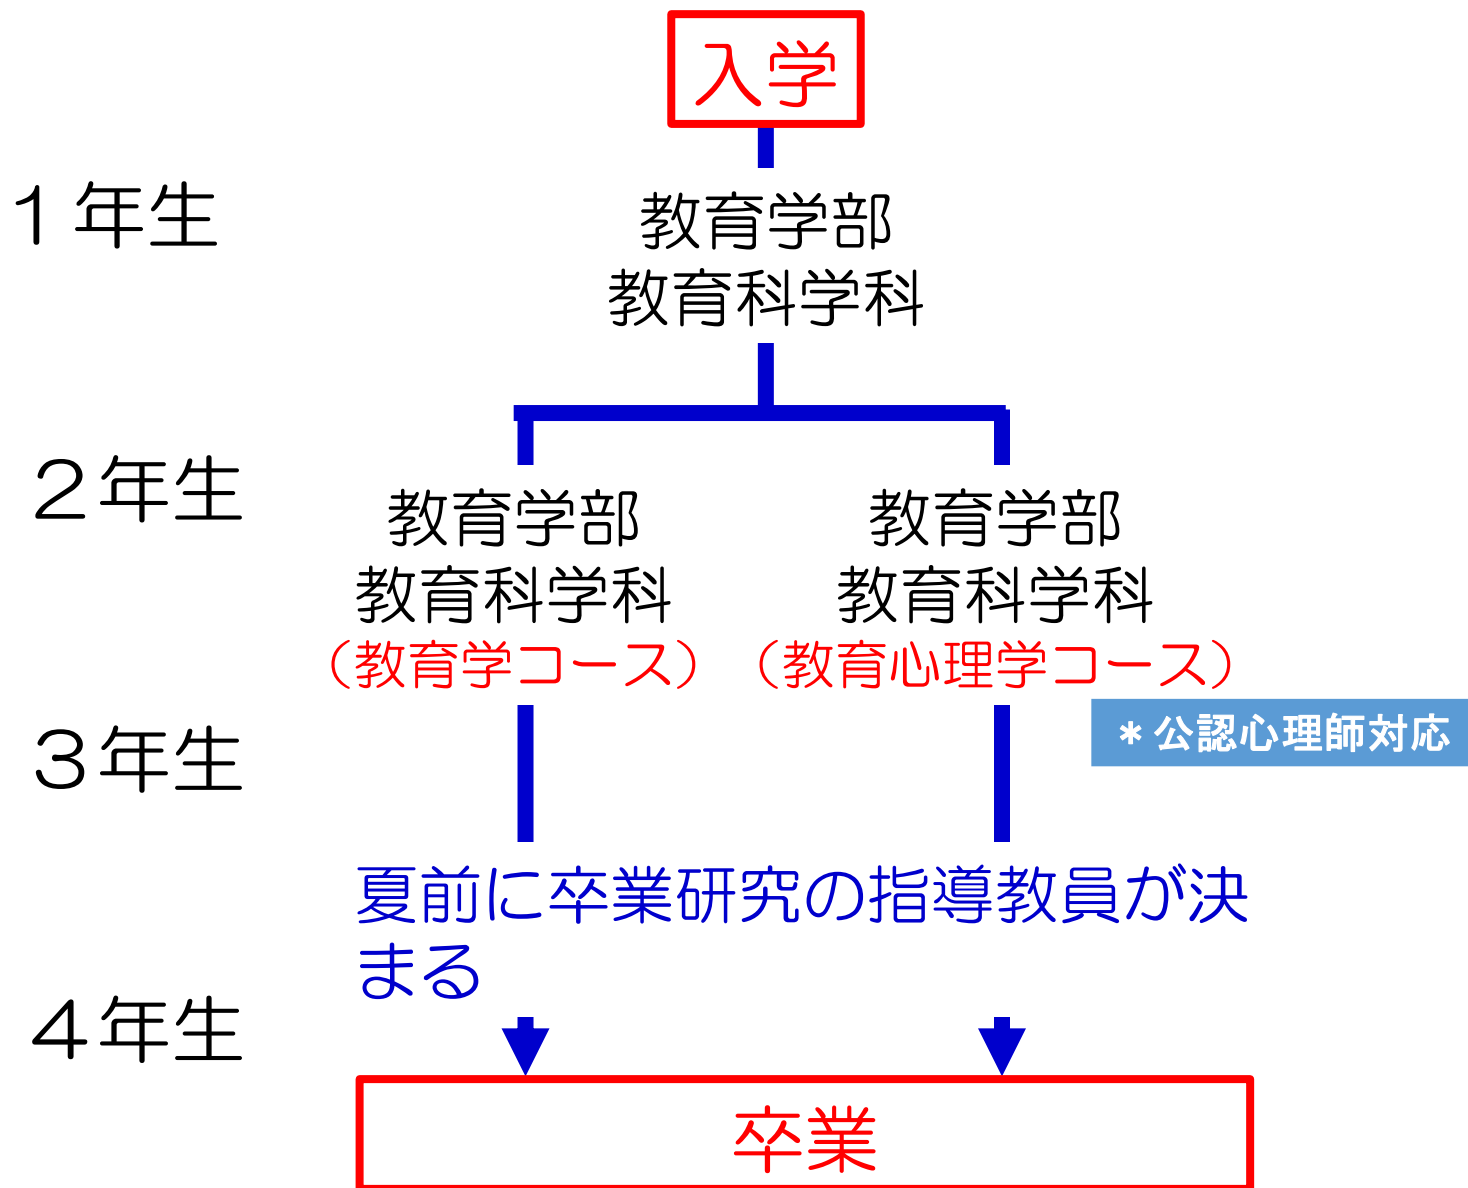 入学
１年生
教育学部
教育科学科
２年生
教育学部
教育科学科
（教育学コース）
教育学部
教育科学科
（教育心理学コース）
＊公認心理師対応
３年生
夏前に卒業研究の指導教員が決
まる
４年生
卒業